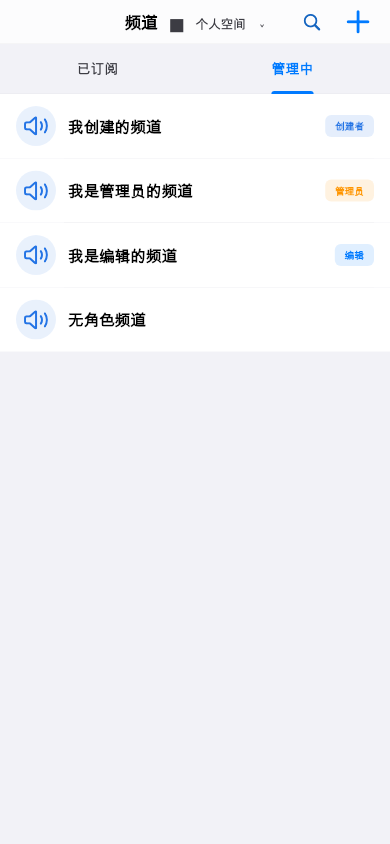 频道 个人空间
已订阅 管理中
我创建的频道 创建者
我是管理员的频道 管理员
我是编辑的频道 编辑
无角色频道